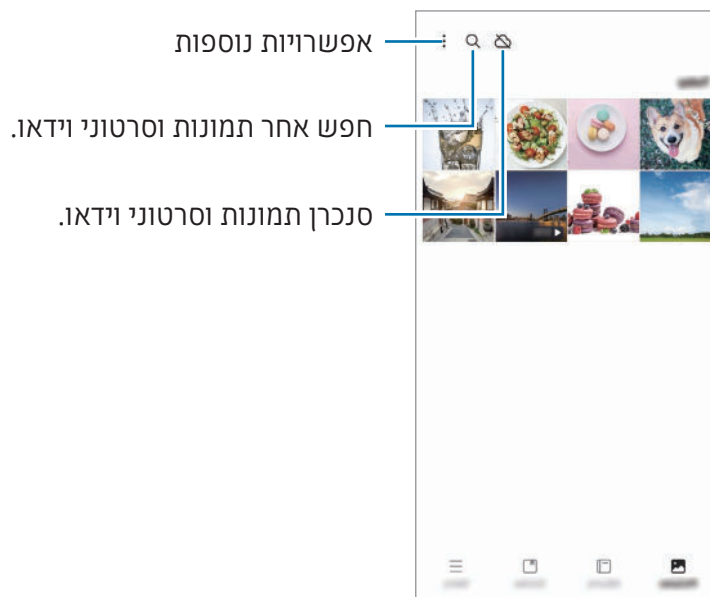 אפשרויות נוספות
חפש אחר תמונות וסרטוני וידאו.
סנכרן תמונות וסרטוני וידאו.